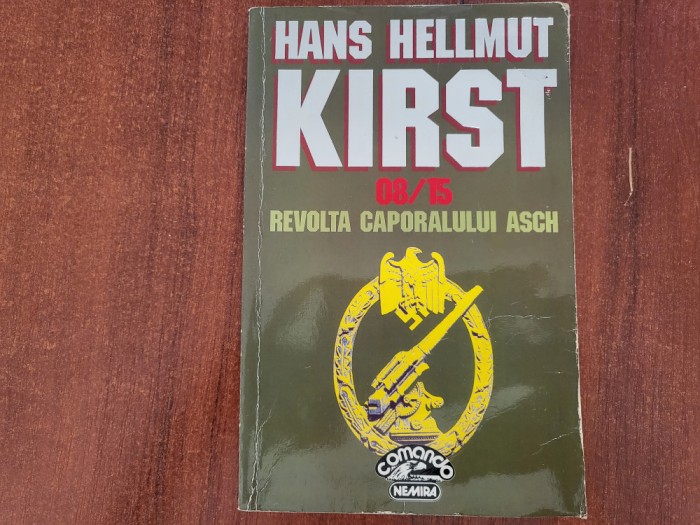 HANS HELLMUT
KIRST
08/15
REVOLTA CAPORALULUI ASCH
comando
NEMIRA